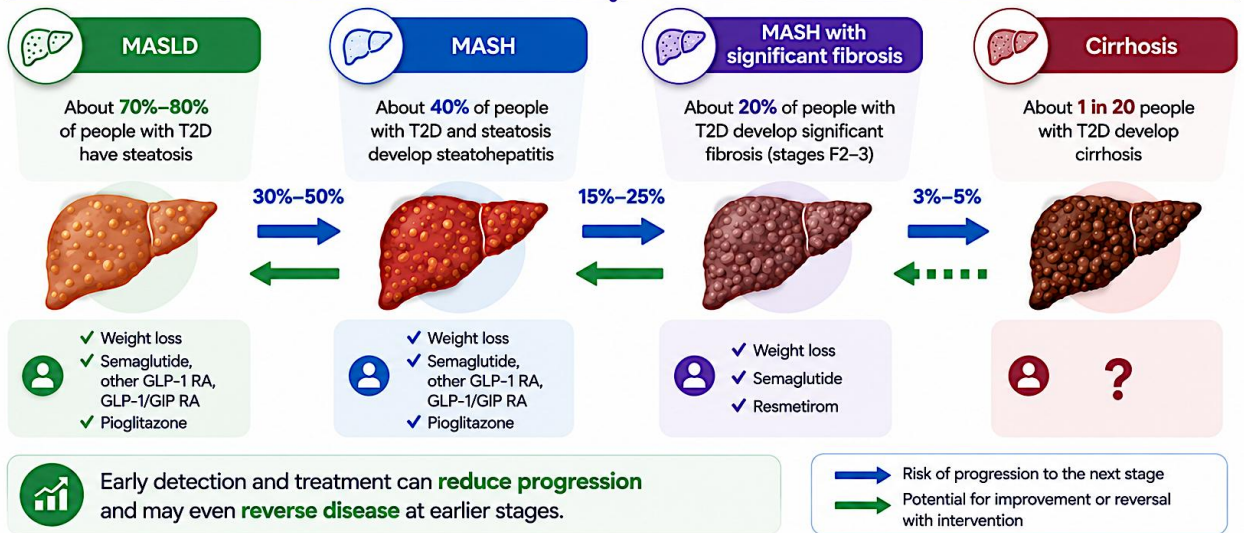 MASLD
About 70%–80%
of people with T2D
have steatosis
MASH
About 40% of people
with T2D and steatosis
develop steatohepatitis
MASH with
significant fibrosis
About 20% of people with
T2D develop significant
fibrosis (stages F2–3)
Cirrhosis
About 1 in 20 people
with T2D develop
cirrhosis
30%–50%
15%–25%
3%–5%
✓ Weight loss
✓ Semaglutide,
other GLP-1 RA,
GLP-1/GIP RA
✓ Pioglitazone
✓ Weight loss
✓ Semaglutide,
other GLP-1 RA,
GLP-1/GIP RA
✓ Pioglitazone
✓ Weight loss
✓ Semaglutide
✓ Resmetirom
?
Early detection and treatment can reduce progression
and may even reverse disease at earlier stages.
Risk of progression to the next stage
Potential for improvement or reversal
with intervention